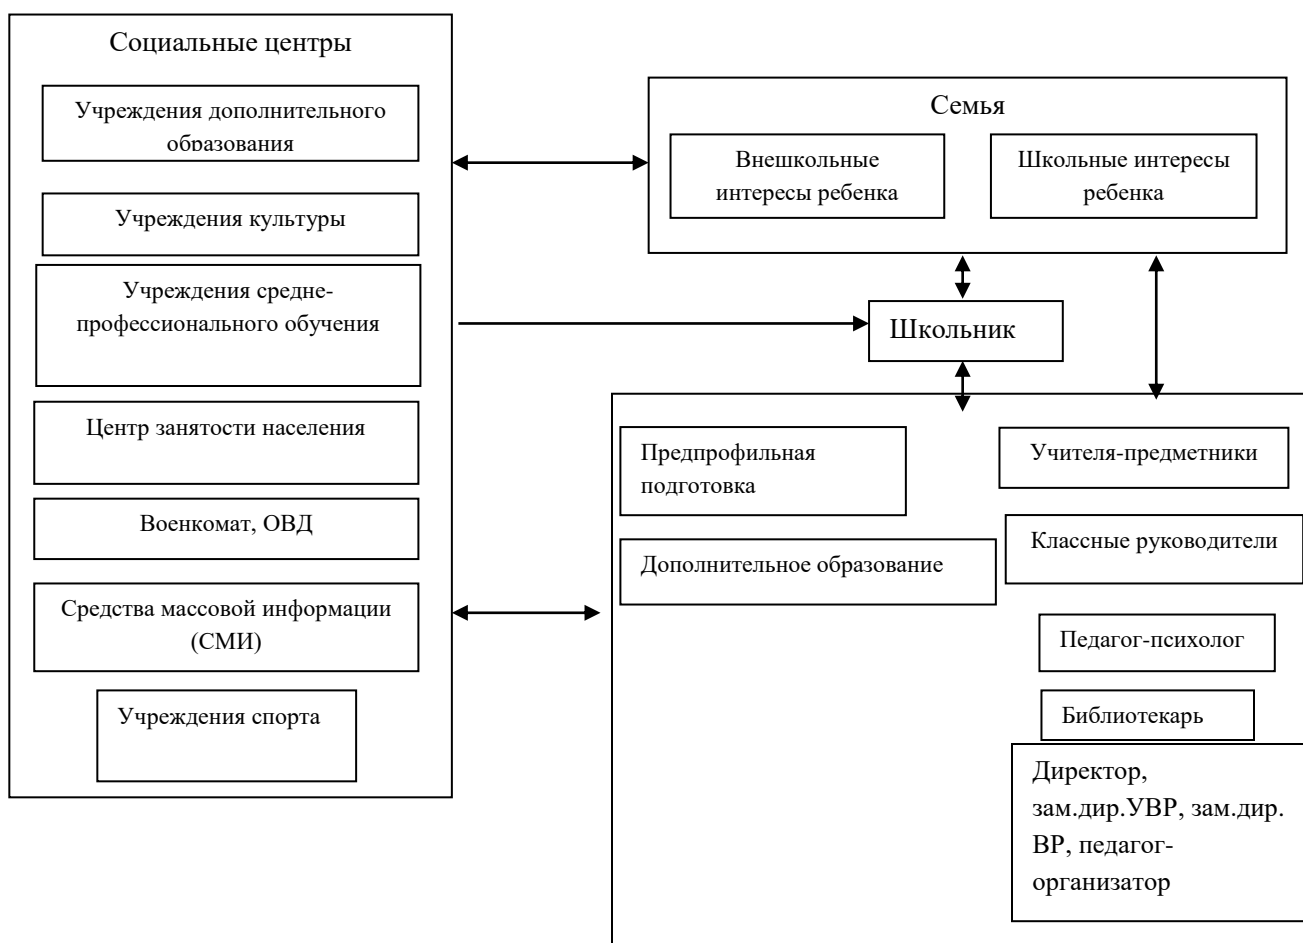 Социальные центры
Учреждения дополнительного
образования
Учреждения культуры
Учреждения средне-
профессионального обучения
Центр занятости населения
Военкомат, ОВД
Средства массовой информации
(СМИ)
Учреждения спорта
Семья
Внешкольные
интересы ребенка
Школьные интересы
ребенка
Школьник
Предпрофильная
подготовка
Дополнительное образование
Учителя-предметники
Классные руководители
Педагог-психолог
Библиотекарь
Директор,
зам.дир.УВР, зам.дир.
ВР, педагог-
организатор